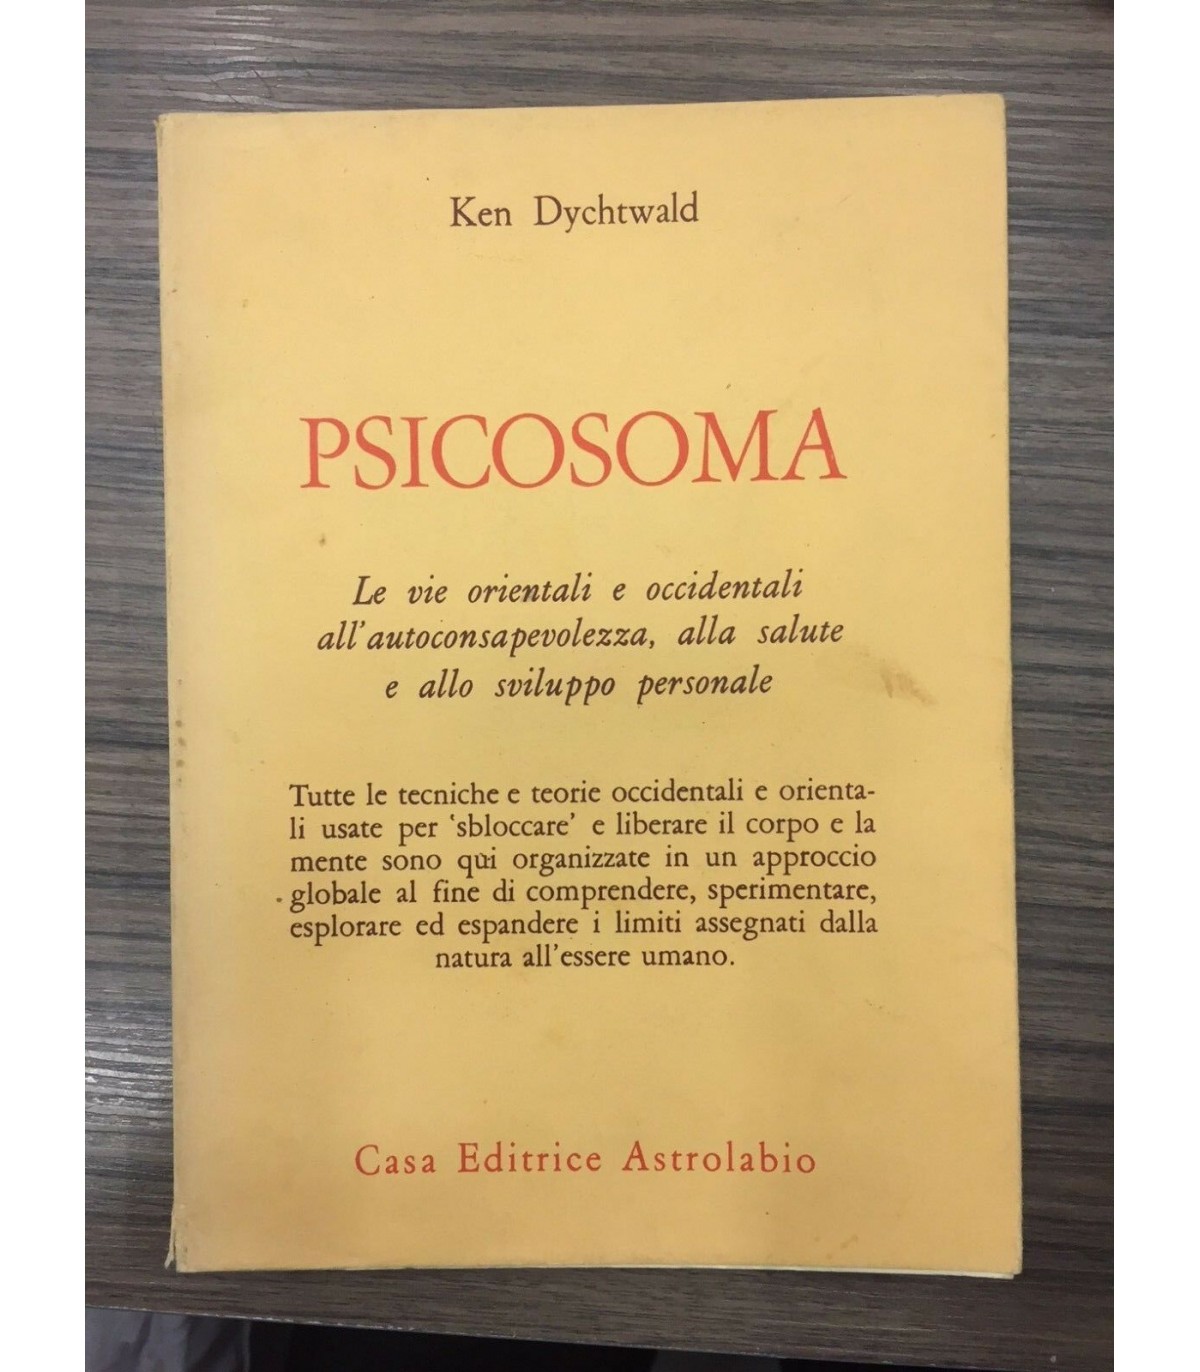 Ken Dychtwald
PSICOSOMA
Le vie orientali e occidentali
all'autoconsapevolezza, alla salute
e allo sviluppo personale
Tutte le tecniche e teorie occidentali e orienta-
li usate per 'sbloccare' e liberare il corpo e la
mente sono qui organizzate in un approccio
globale al fine di comprendere, sperimentare,
esplorare ed espandere i limiti assegnati dalla
natura all'essere umano.
Casa Editrice Astrolabio